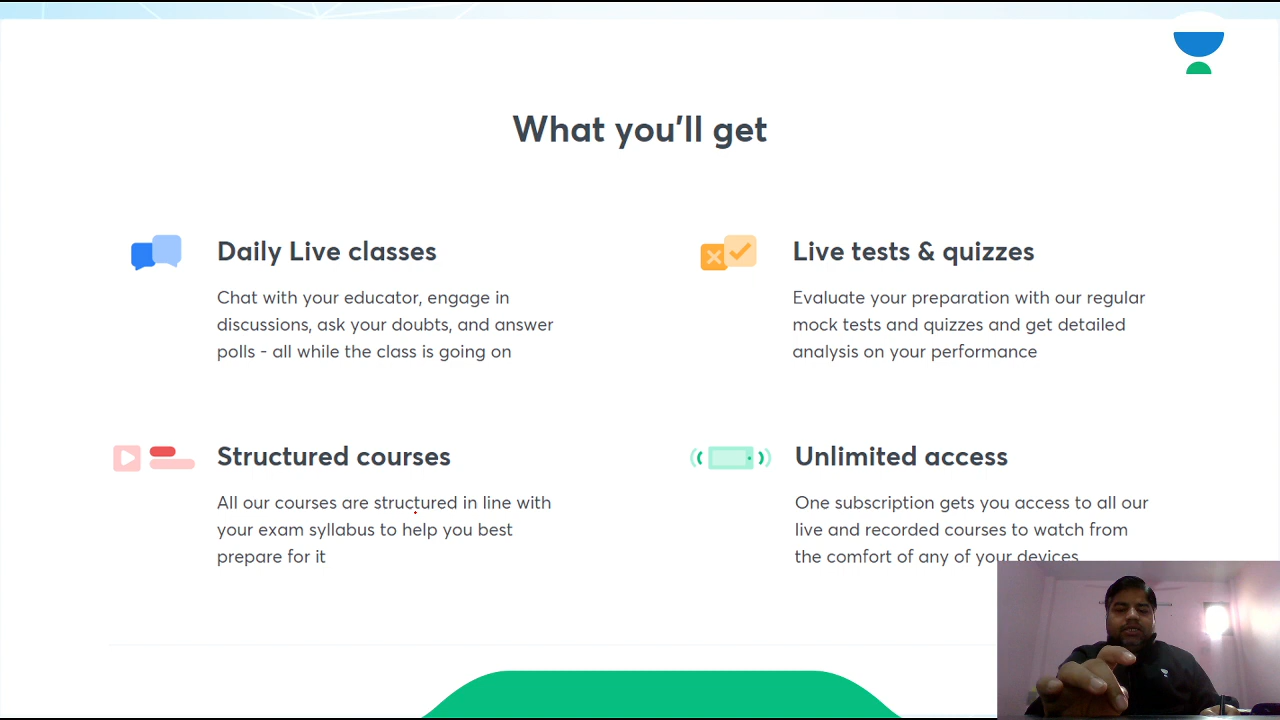 What you'll get
Daily Live classes
Chat with your educator, engage in
discussions, ask your doubts, and answer
polls - all while the class is going on
Live tests & quizzes
Evaluate your preparation with our regular
mock tests and quizzes and get detailed
analysis on your performance
Structured courses
All our courses are structured in line with
your exam syllabus to help you best
prepare for it
Unlimited access
One subscription gets you access to all our
live and recorded courses to watch from
the comfort of any of your devices